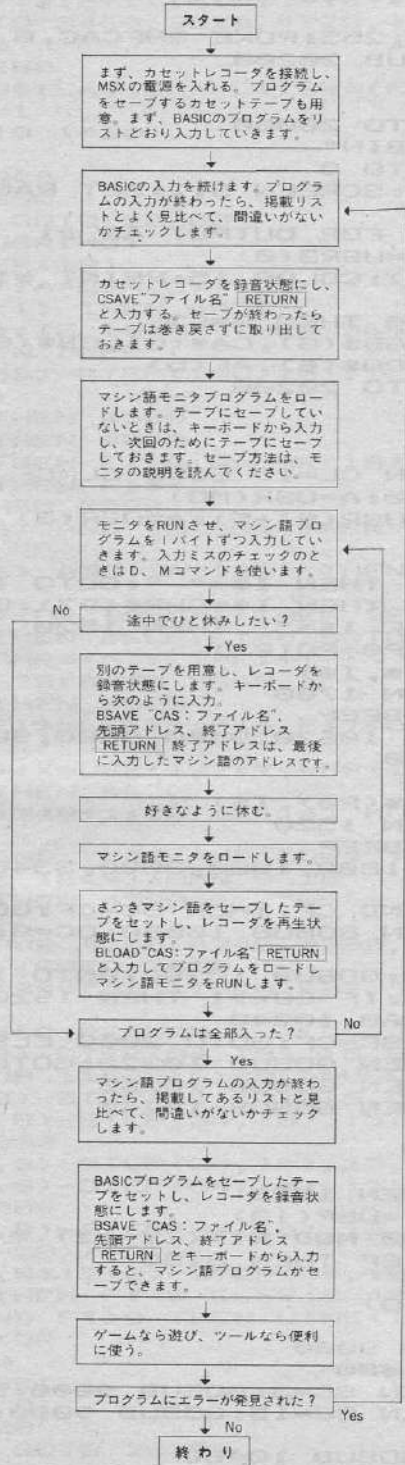 スタート
まず、カセットレコーダを接続し、
MSXの電源を入れる。プログラム
をセーブするカセットテープも用
意。まず、BASICのプログラムをリ
ストどおり入力していきます。
BASICの入力を続けます。プログラ
ムの入力が終わったら、掲載リス
トとよく見比べて、間違いがない
かチェックします。
カセットレコーダを録音状態にし、
CSAVE"ファイル名" RETURN
と入力する。セーブが終わったら
テープは巻き戻さずに取り出して
おきます。
マシン語モニタプログラムをロー
ドします。テープにセーブしてい
ないときは、キーボードから入力
し、次回のためにテープにセーブ
しておきます。セーブ方法は、モ
ニタの説明を読んでください。
モニタをRUNさせ、マシン語プロ
グラムを1バイトずつ入力してい
きます。入力ミスのチェックのと
きはD、Mコマンドを使います。
No
途中でひと休みしたい?
Yes
別のテープを用意し、レコーダを
録音状態にします。キーボードか
ら次のように入力。
BSAVE "CAS:ファイル名",
先頭アドレス、終了アドレス
RETURN 終了アドレスは、最後
に入力したマシン語のアドレスです。
好きなように休む。
マシン語モニタをロードします。
さっきマシン語をセーブしたテー
プをセットし、レコーダを再生状
態にします。
BLOAD"CAS:ファイル名" RETURN
と入力してプログラムをロードし
マシン語モニタをRUNします。
プログラムは全部入った?
No
Yes
マシン語プログラムの入力が終わ
ったら、掲載してあるリストと見
比べて、間違いがないかチェック
します。
BASICプログラムをセーブしたテー
プをセットし、レコーダを録音状
態にします。
BSAVE "CAS:ファイル名",
先頭アドレス、終了アドレス
RETURN とキーボードから入力
すると、マシン語プログラムがセ
ーブできます。
ゲームなら遊び、ツールなら便利
に使う。
プログラムにエラーが発見された?
Yes
No
終わり